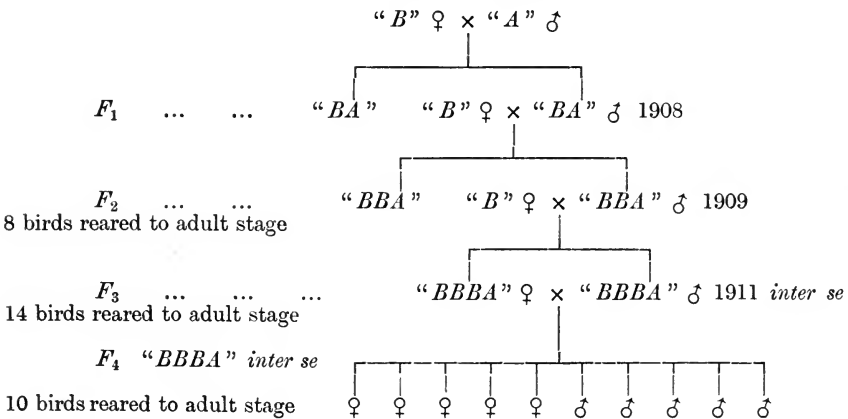 “B” ♀ × “A” ♂
F₁ ... ... “BA” “B” ♀ × “BA” ♂ 1908
F₂ ... ... “BBA” “B” ♀ × “BBA” ♂ 1909
8 birds reared to adult stage
F₃ ... ... ... “BBBA” ♀ × “BBBA” ♂ 1911 inter se
14 birds reared to adult stage
F₄ “BBBA” inter se
10 birds reared to adult stage ♀ ♀ ♀ ♀ ♀ ♂ ♂ ♂ ♂ ♂